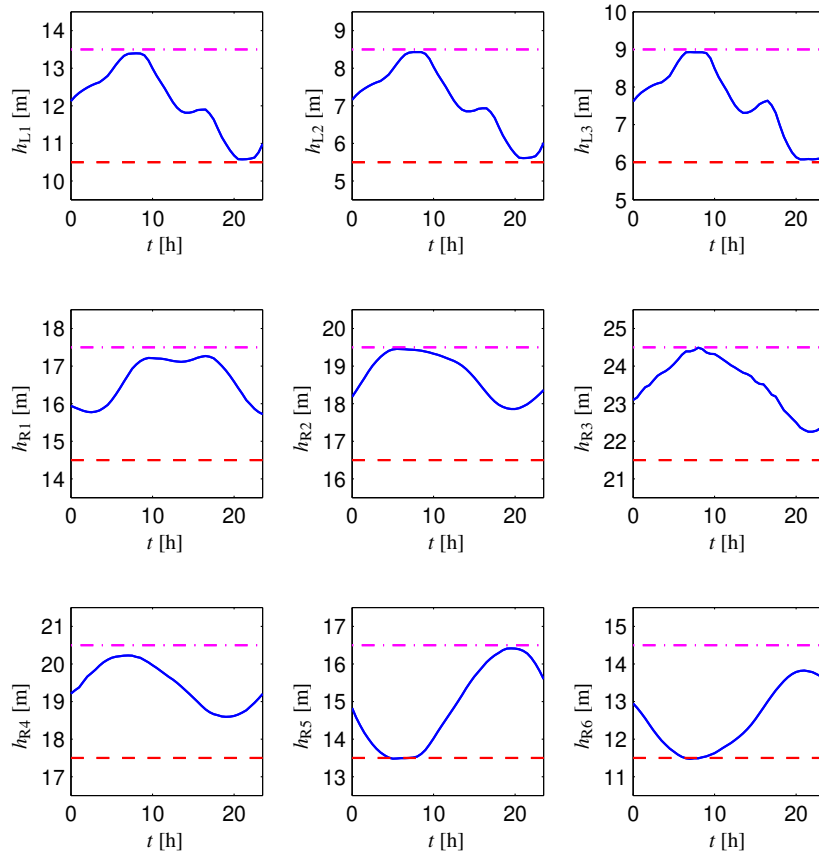 14
13
12
11
10
h_L1 [m]
0 10 20
t [h]
9
8
7
6
5
h_L2 [m]
0 10 20
t [h]
10
9
8
7
6
5
h_L3 [m]
0 10 20
t [h]
18
17
16
15
14
h_R1 [m]
0 10 20
t [h]
20
19
18
17
16
h_R2 [m]
0 10 20
t [h]
25
24
23
22
21
h_R3 [m]
0 10 20
t [h]
21
20
19
18
17
h_R4 [m]
0 10 20
t [h]
17
16
15
14
13
h_R5 [m]
0 10 20
t [h]
15
14
13
12
11
h_R6 [m]
0 10 20
t [h]